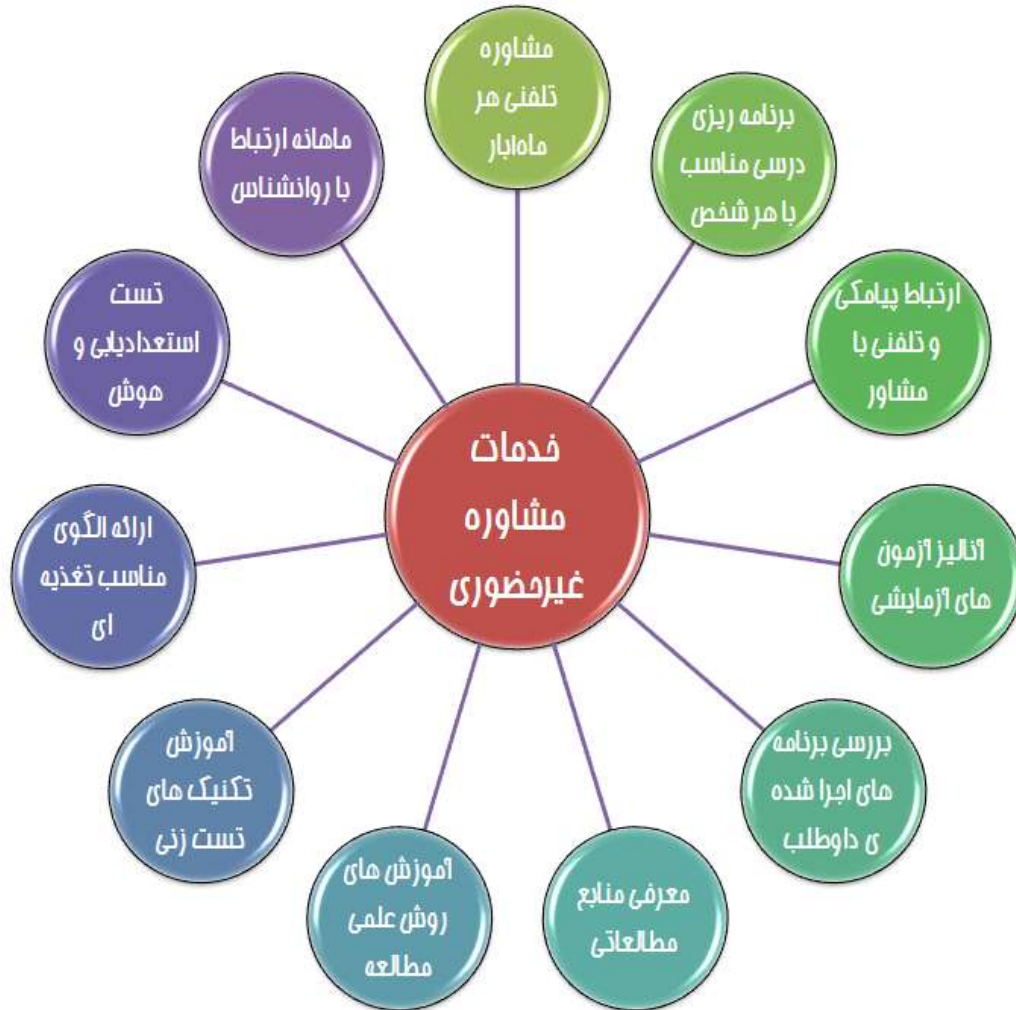 خدمات
مشاوره
غیرحضوری
مشاوره
تلفنی هر
ماه۱بار
برنامه ریزی
درسی مناسب
با هر شخص
ارتباط پیامکی
و تلفنی با
مشاور
آنالیز آزمون
های آزمایشی
بررسی برنامه
های اجرا شده
ی داوطلب
معرفی منابع
مطالعاتی
آموزش های
روش علمی
مطالعه
آموزش
تکنیک های
تست زنی
ارائه الگوی
مناسب تغذیه
ای
تست
استعدادیابی و
هوش
ماهانه ارتباط
با روانشناس